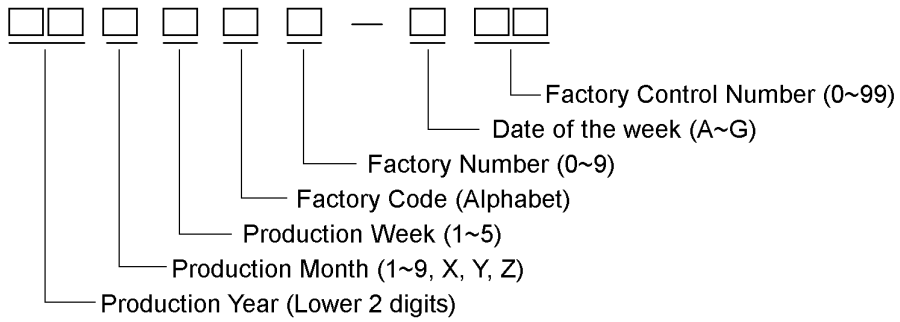 Factory Control Number (0~99)
Date of the week (A~G)
Factory Number (0~9)
Factory Code (Alphabet)
Production Week (1~5)
Production Month (1~9, X, Y, Z)
Production Year (Lower 2 digits)